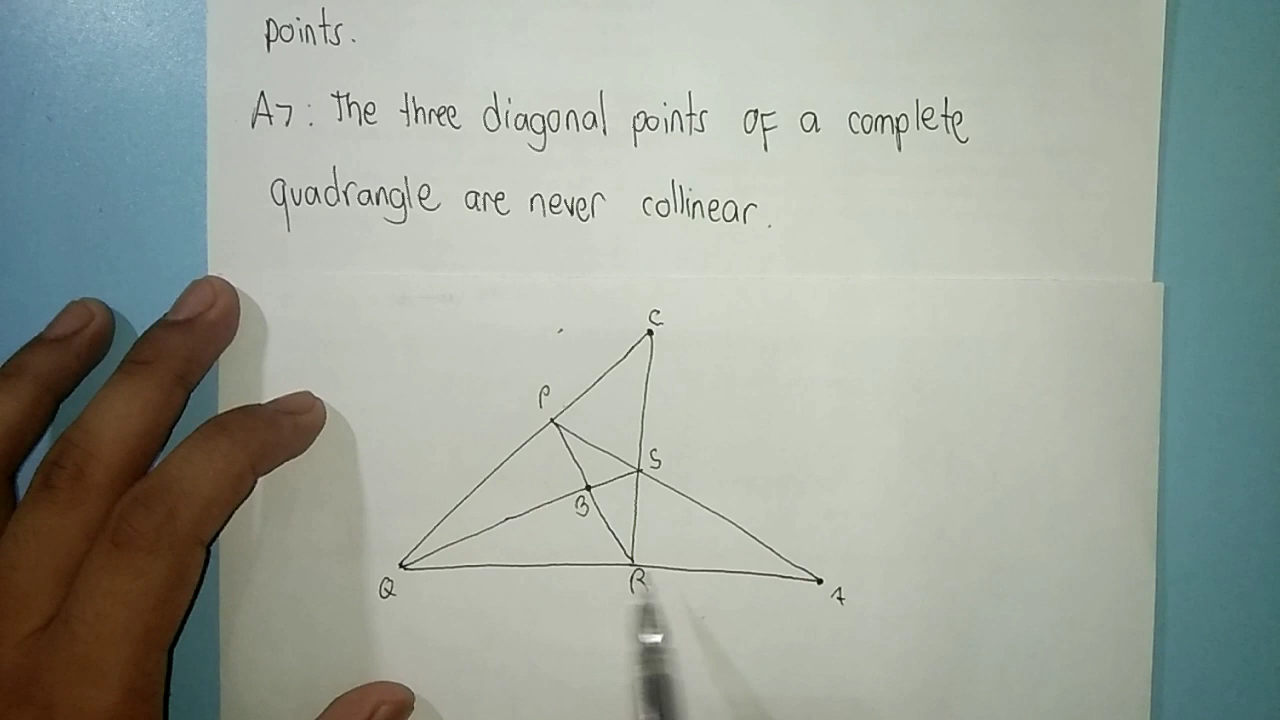 points.
A7: The three diagonal points of a complete
quadrangle are never collinear.
C
P
S
B
Q
R
A